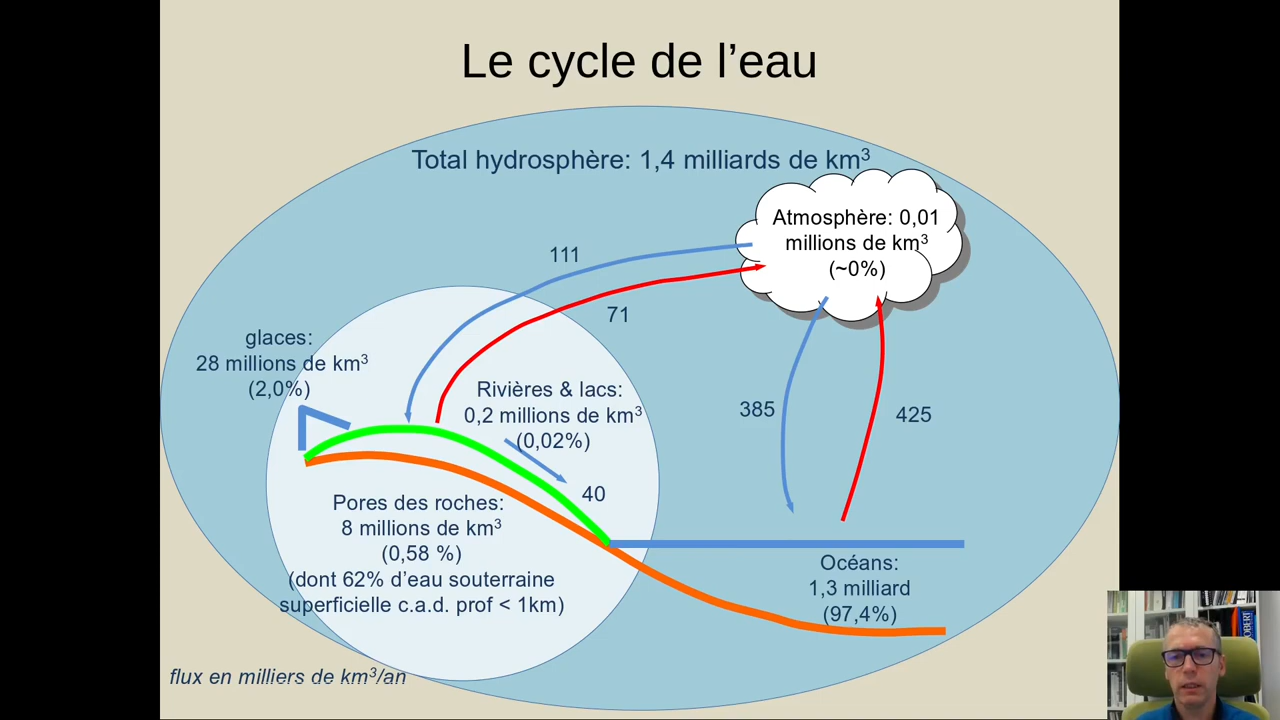 Le cycle de l’eau
Total hydrosphère: 1,4 milliards de km³
Atmosphère: 0,01
millions de km³
(~0%)
111
71
glaces:
28 millions de km³
(2,0%)
Rivières & lacs:
0,2 millions de km³
(0,02%)
385
425
40
Pores des roches:
8 millions de km³
(0,58 %)
(dont 62% d’eau souterraine
superficielle c.a.d. prof < 1km)
Océans:
1,3 milliard
(97,4%)
flux en milliers de km³/an